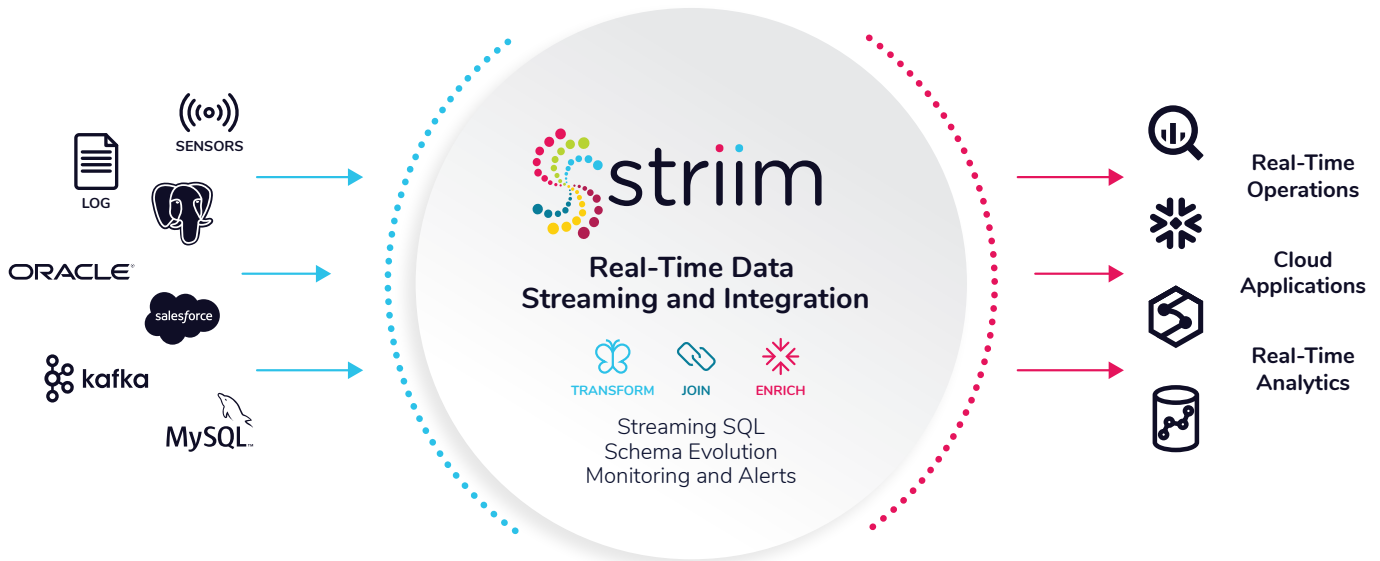 SENSORS
LOG
ORACLE®
salesforce
kafka
MySQL™
striim
Real-Time Data
Streaming and Integration
TRANSFORM
JOIN
ENRICH
Streaming SQL
Schema Evolution
Monitoring and Alerts
Real-Time
Operations
Cloud
Applications
Real-Time
Analytics